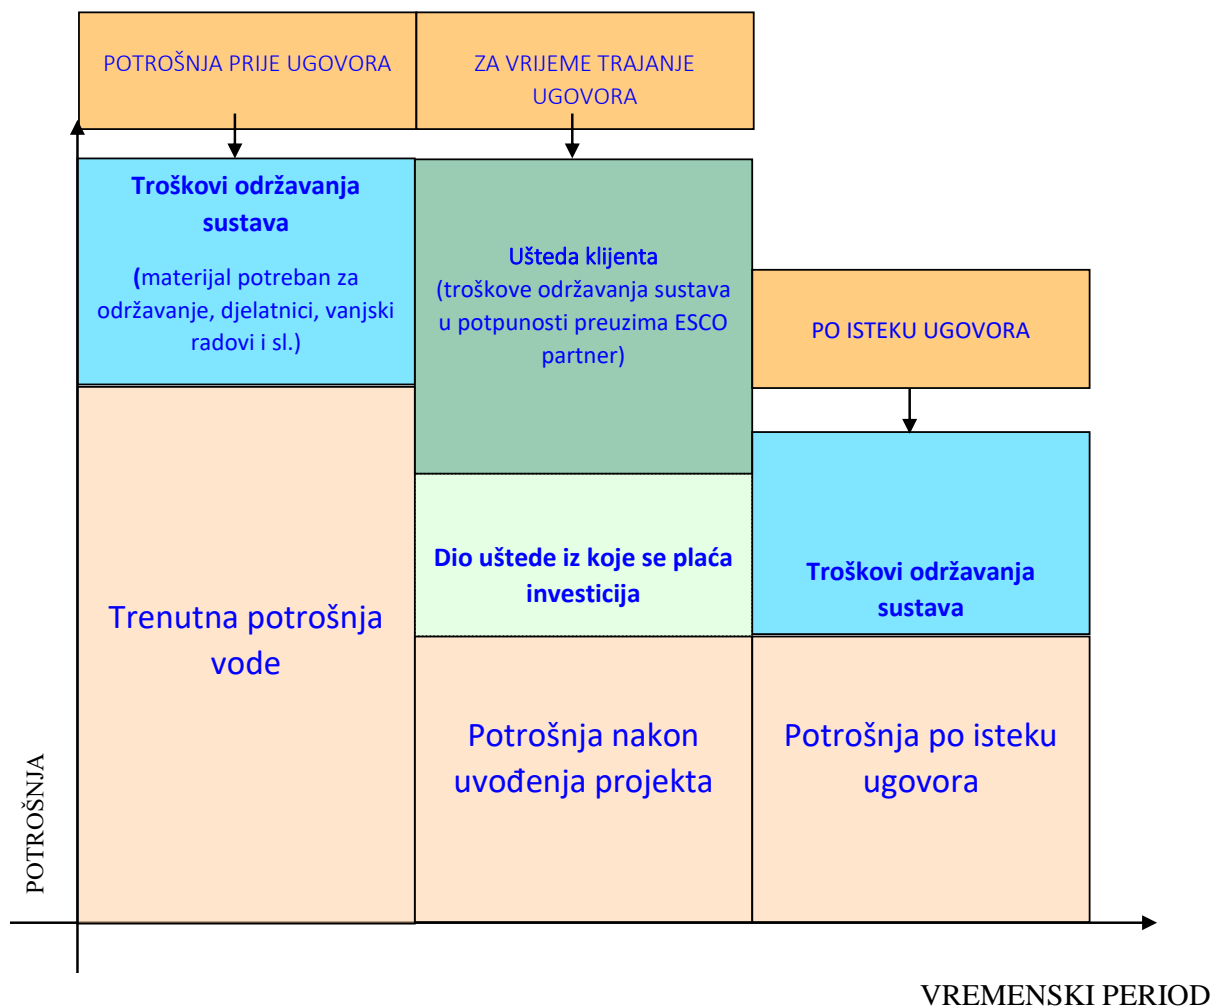 POTROŠNJA PRIJE UGOVORA
ZA VRIJEME TRAJANJE
UGOVORA
Troškovi održavanja
sustava
(materijal potreban za
održavanje, djelatnici, vanjski
radovi i sl.)
Ušteda klijenta
(troškove održavanja sustava
u potpunosti preuzima ESCO
partner)
PO ISTEKU UGOVORA
Dio uštede iz koje se plaća
investicija
Troškovi održavanja
sustava
Trenutna potrošnja
vode
Potrošnja nakon
uvođenja projekta
Potrošnja po isteku
ugovora
POTROŠNJA
VREMENSKI PERIOD